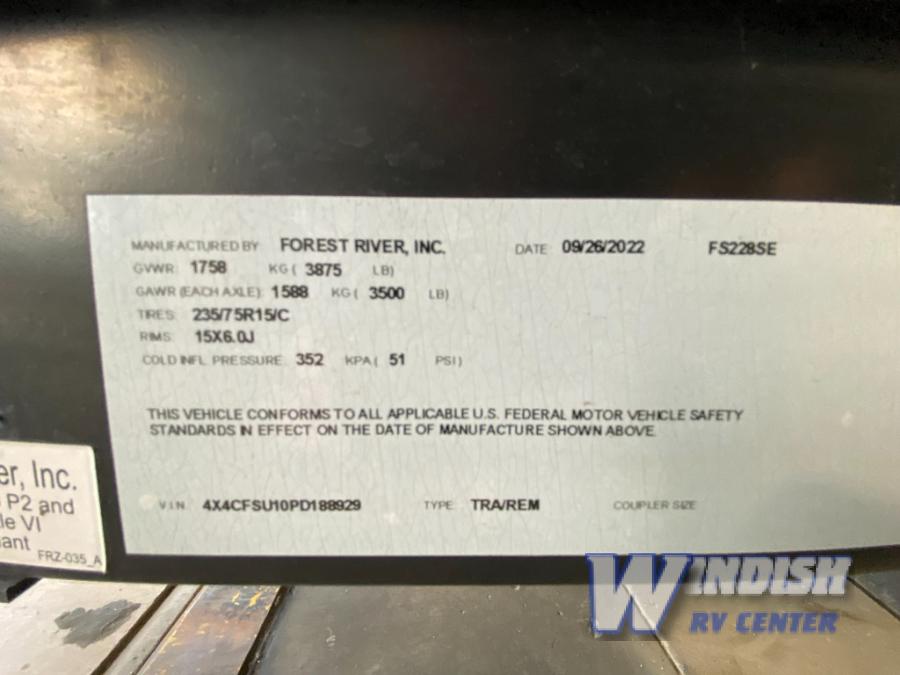 MANUFACTURED BY: FOREST RIVER, INC. DATE: 09/26/2022 FS228SE
GVWR: 1758 KG ( 3875 LB)
GAWR (EACH AXLE): 1588 KG ( 3500 LB)
TIRES: 235/75R15/C
RIMS: 15X6.0J
COLD INFL. PRESSURE: 352 KPA ( 51 PSI)
THIS VEHICLE CONFORMS TO ALL APPLICABLE U.S. FEDERAL MOTOR VEHICLE SAFETY
STANDARDS IN EFFECT ON THE DATE OF MANUFACTURE SHOWN ABOVE.
VIN: 4X4CFSU10PD188929 TYPE: TRA/REM COUPLER SIZE:
er, Inc.
P2 and
le VI
iant
FRZ-035_A
WINDISH
RV CENTER